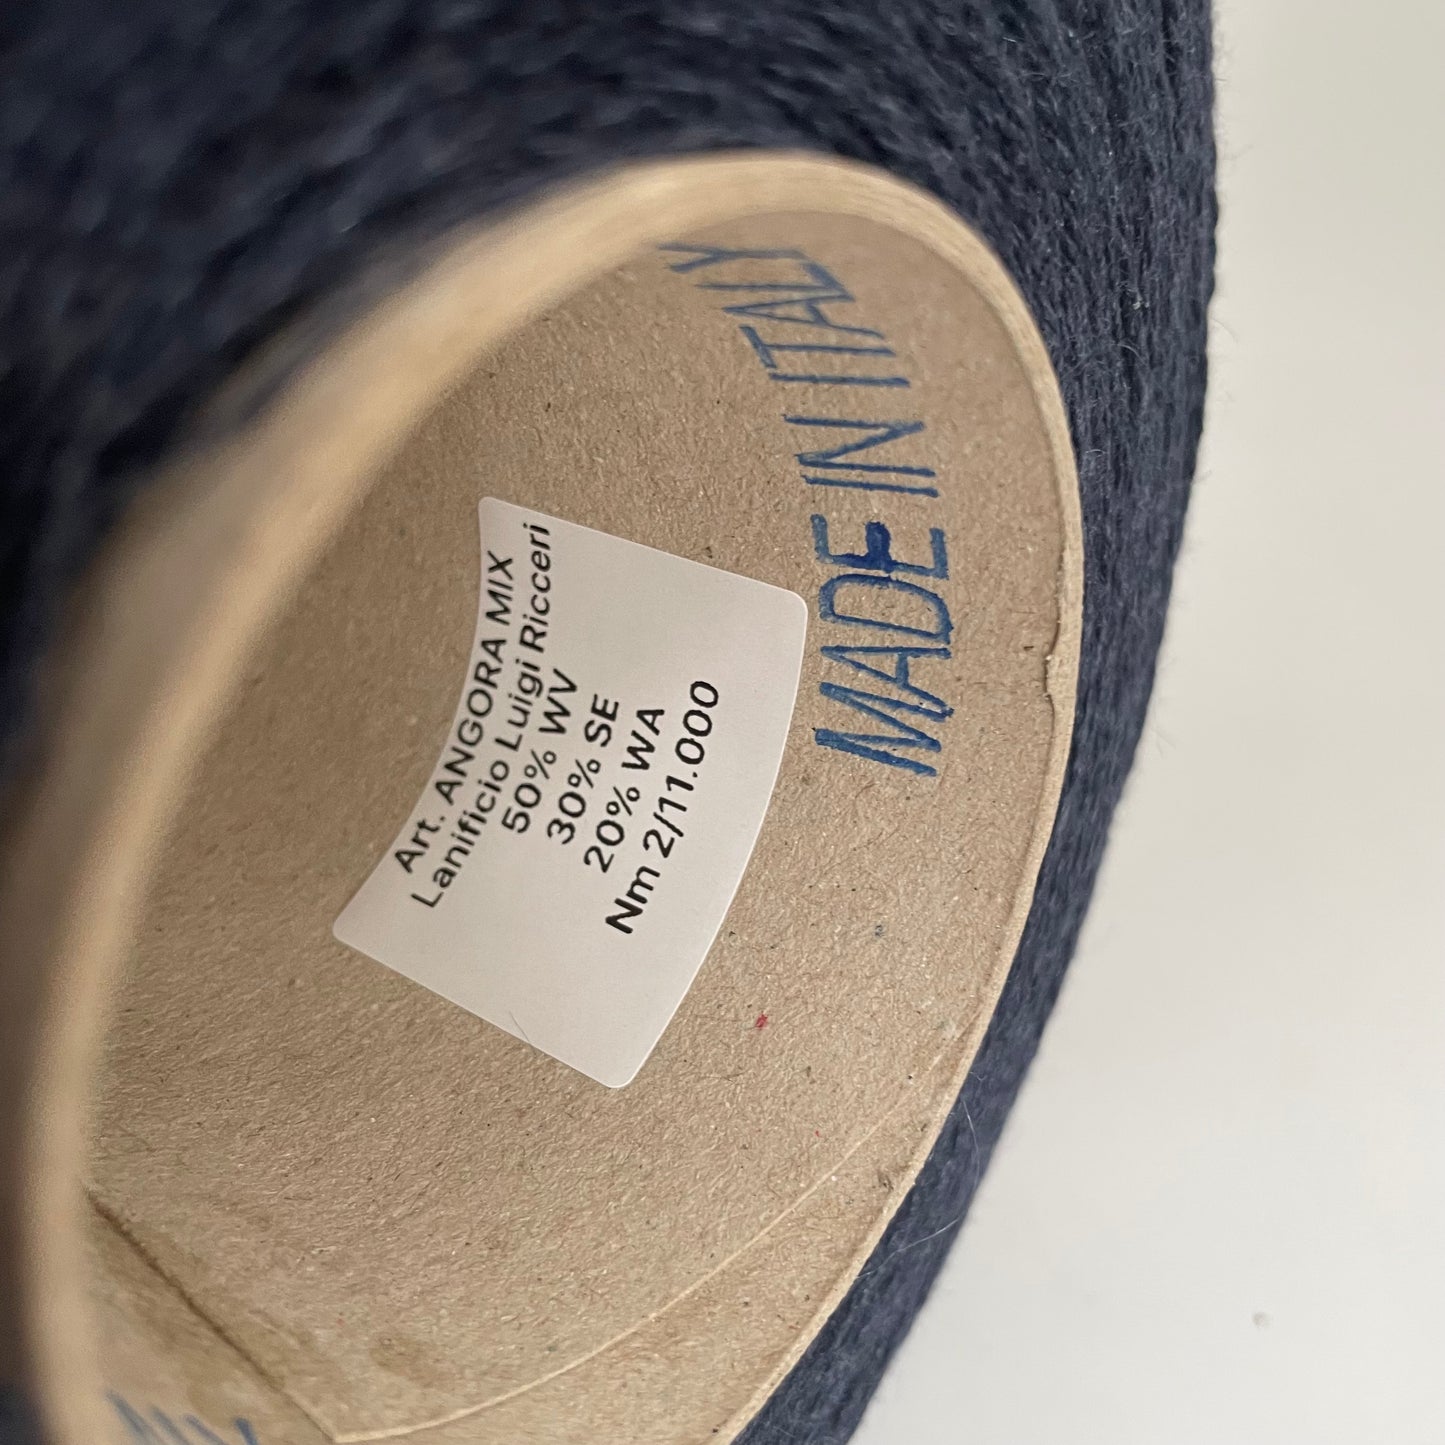 Art. ANGORA MIX
Lanificio Luigi Ricceri
50% WV
30% SE
20% WA
Nm 2/11.000
MADE IN ITALY